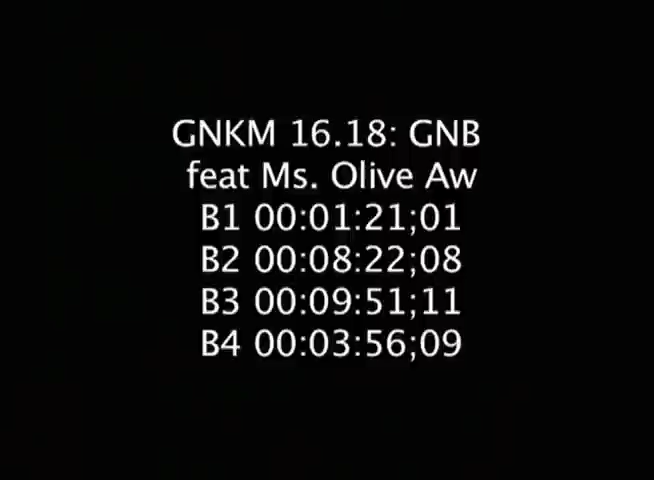 GNKM 16.18: GNB
feat Ms. Olive Aw
B1 00:01:21;01
B2 00:08:22;08
B3 00:09:51;11
B4 00:03:56;09